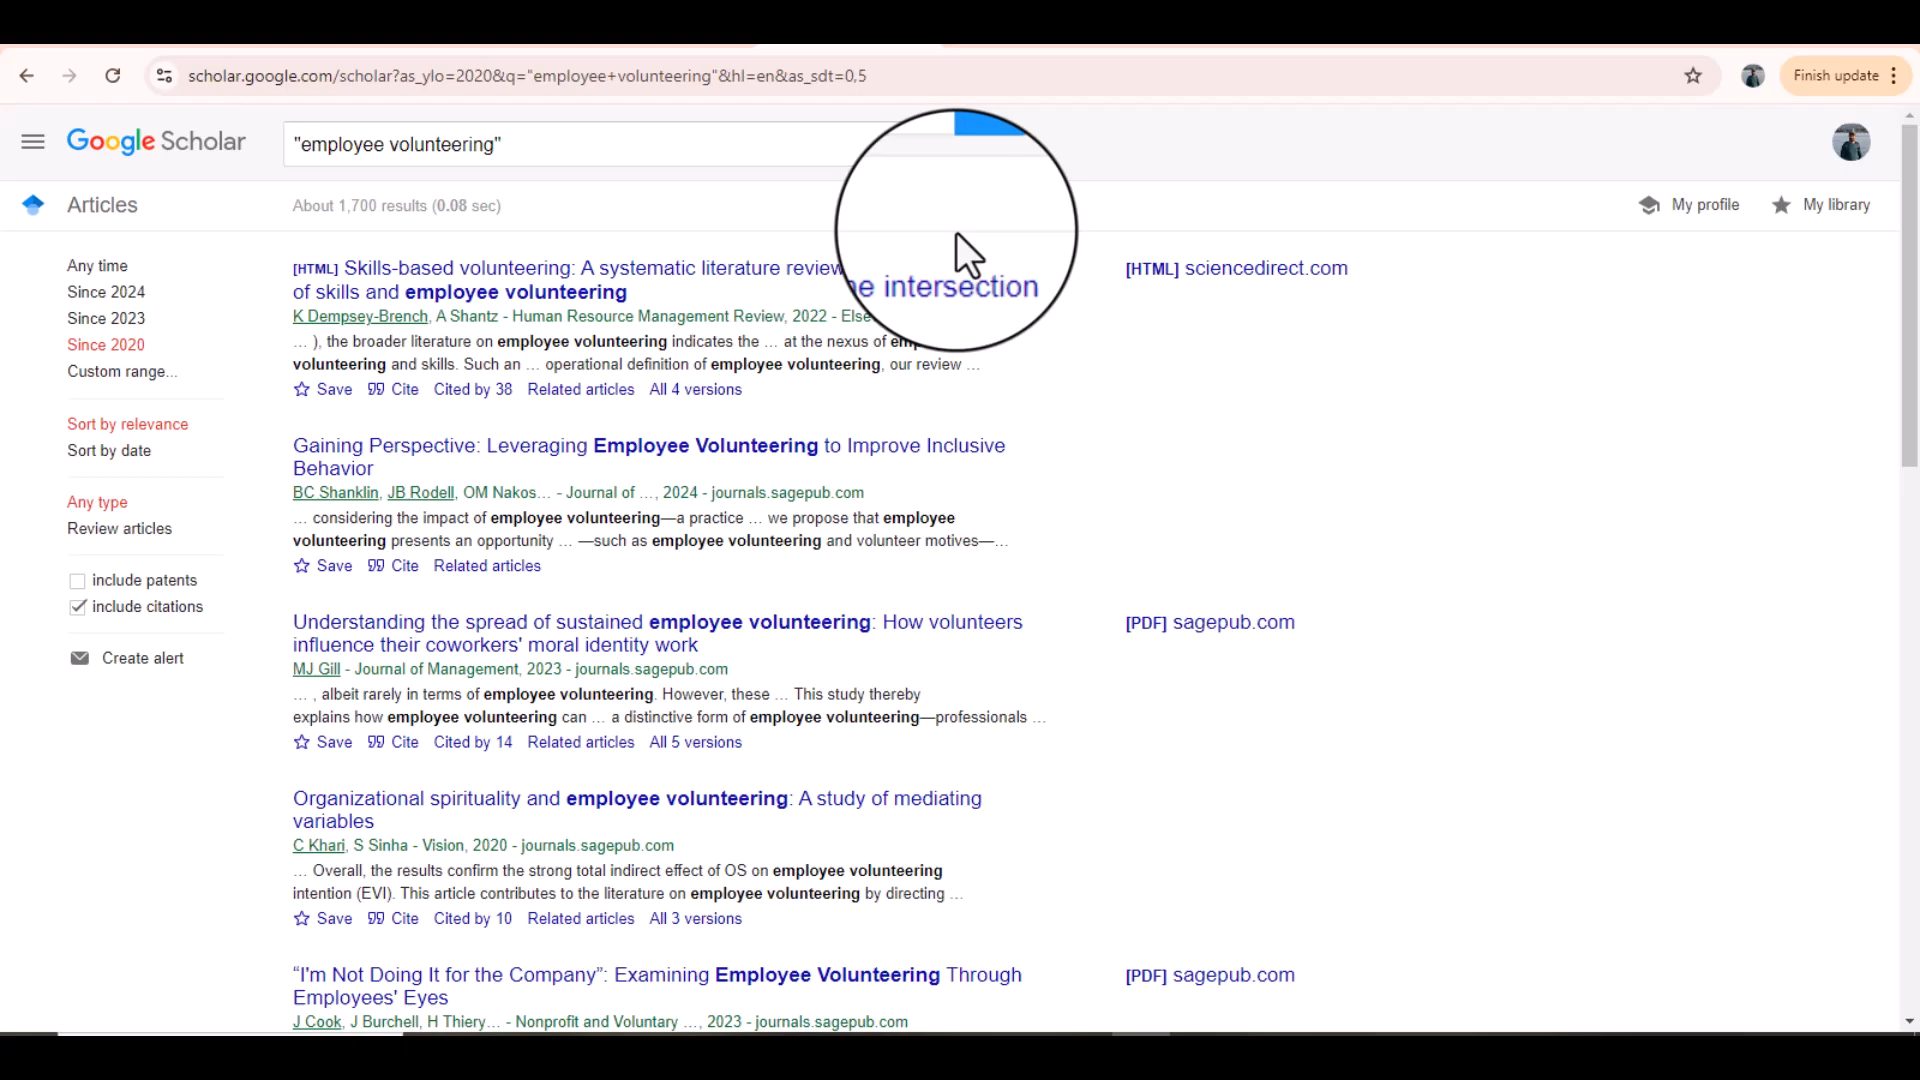 scholar.google.com/scholar?as_ylo=2020&q="employee+volunteering"&hl=en&as_sdt=0,5
Finish update
Google Scholar
"employee volunteering"
Articles
About 1,700 results (0.08 sec)
My profile
My library
Any time
Since 2024
Since 2023
Since 2020
Custom range...
Sort by relevance
Sort by date
Any type
Review articles
include patents
include citations
Create alert
[HTML] Skills-based volunteering: A systematic literature review
intersection
of skills and employee volunteering
K Dempsey-Brench, A Shantz - Human Resource Management Review, 2022 -
… ), the broader literature on employee volunteering indicates the … at the nexus of
volunteering and skills. Such an … operational definition of employee volunteering, our review …
Save Cite Cited by 38 Related articles All 4 versions
[HTML] sciencedirect.com
Gaining Perspective: Leveraging Employee Volunteering to Improve Inclusive
Behavior
BC Shanklin, JB Rodell, OM Nakos… - Journal of …, 2024 - journals.sagepub.com
… considering the impact of employee volunteering—a practice … we propose that employee
volunteering presents an opportunity … —such as employee volunteering and volunteer motives—…
Save Cite Related articles
Understanding the spread of sustained employee volunteering: How volunteers
influence their coworkers' moral identity work
MJ Gill - Journal of Management, 2023 - journals.sagepub.com
… , albeit rarely in terms of employee volunteering. However, these … This study thereby
explains how employee volunteering can … a distinctive form of employee volunteering—professionals …
Save Cite Cited by 14 Related articles All 5 versions
[PDF] sagepub.com
Organizational spirituality and employee volunteering: A study of mediating
variables
C Khari, S Sinha - Vision, 2020 - journals.sagepub.com
… Overall, the results confirm the strong total indirect effect of OS on employee volunteering
intention (EVI). This article contributes to the literature on employee volunteering by directing …
Save Cite Cited by 10 Related articles All 3 versions
“I'm Not Doing It for the Company”: Examining Employee Volunteering Through
Employees' Eyes
J Cook, J Burchell, H Thiery… - Nonprofit and Voluntary …, 2023 - journals.sagepub.com
[PDF] sagepub.com